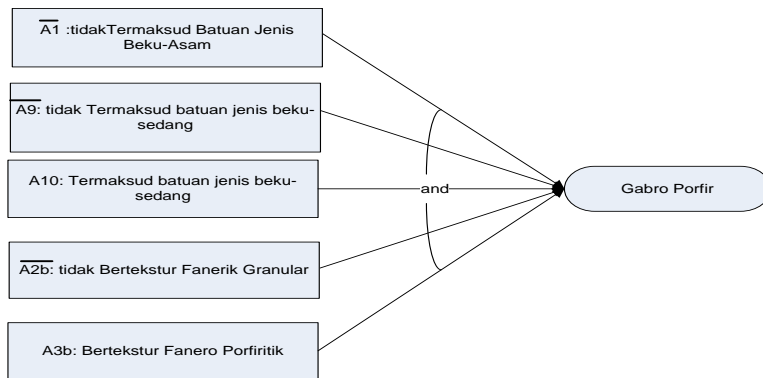 A1 :tidakTermaksud Batuan Jenis
Beku-Asam
A9: tidak Termaksud batuan jenis beku-
sedang
A10: Termaksud batuan jenis beku-
sedang
and
Gabro Porfir
A2b: tidak Bertekstur Fanerik Granular
A3b: Bertekstur Fanero Porfiritik